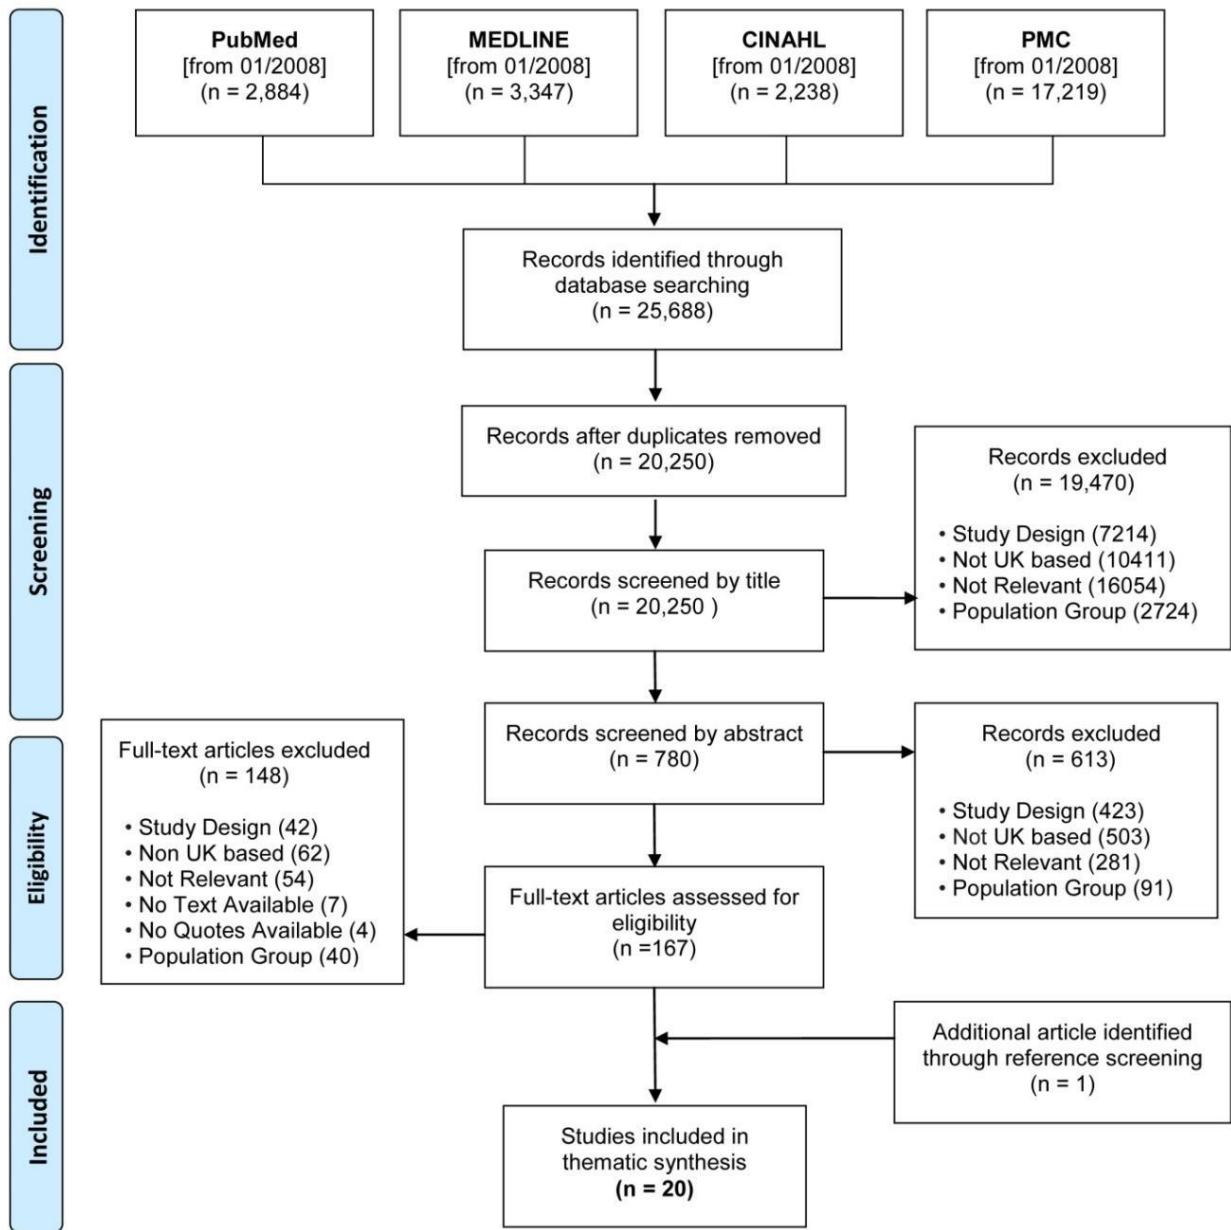 PubMed
[from 01/2008]
(n = 2,884)
MEDLINE
[from 01/2008]
(n = 3,347)
CINAHL
[from 01/2008]
(n = 2,238)
PMC
[from 01/2008]
(n = 17,219)
Identification
Records identified through
database searching
(n = 25,688)
Screening
Records after duplicates removed
(n = 20,250)
Records screened by title
(n = 20,250 )
Records excluded
(n = 19,470)
• Study Design (7214)
• Not UK based (10411)
• Not Relevant (16054)
• Population Group (2724)
Records screened by abstract
(n = 780)
Records excluded
(n = 613)
• Study Design (423)
• Not UK based (503)
• Not Relevant (281)
• Population Group (91)
Eligibility
Full-text articles excluded
(n = 148)
• Study Design (42)
• Non UK based (62)
• Not Relevant (54)
• No Text Available (7)
• No Quotes Available (4)
• Population Group (40)
Full-text articles assessed for
eligibility
(n =167)
Included
Additional article identified
through reference screening
(n = 1)
Studies included in
thematic synthesis
(n = 20)